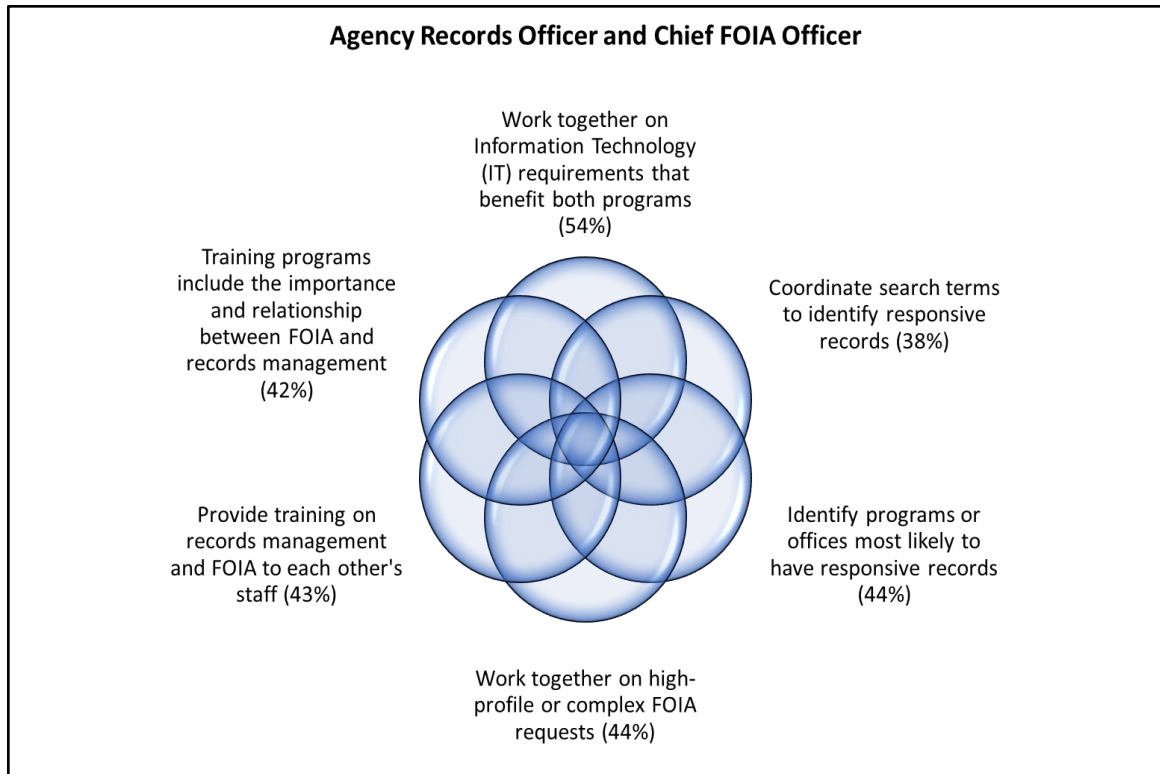 Agency Records Officer and Chief FOIA Officer
Work together on
Information Technology
(IT) requirements that
benefit both programs
(54%)
Coordinate search terms
to identify responsive
records (38%)
Identify programs or
offices most likely to
have responsive records
(44%)
Work together on high-
profile or complex FOIA
requests (44%)
Provide training on
records management
and FOIA to each other's
staff (43%)
Training programs
include the importance
and relationship
between FOIA and
records management
(42%)